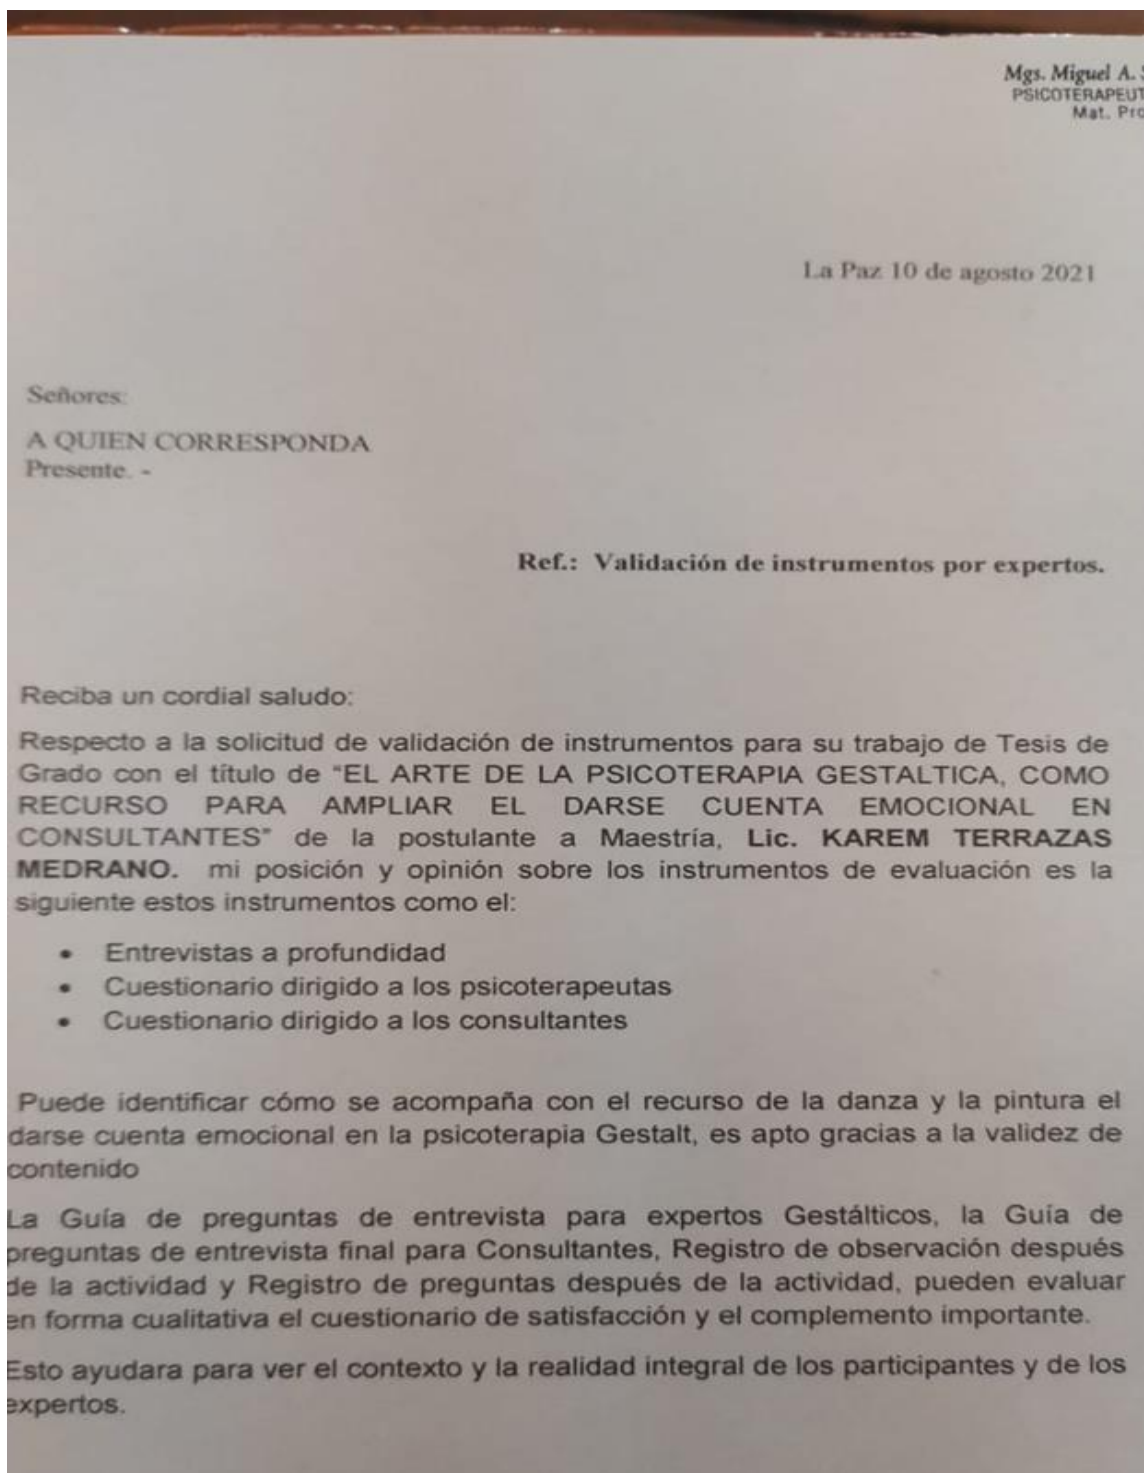 Mgs. Miguel A.
PSICOTERAPEUT
Mat. Pro
La Paz 10 de agosto 2021
Señores:
A QUIEN CORRESPONDA
Presente. -
Ref.: Validación de instrumentos por expertos.
Reciba un cordial saludo:
Respecto a la solicitud de validación de instrumentos para su trabajo de Tesis de
Grado con el título de “EL ARTE DE LA PSICOTERAPIA GESTALTICA, COMO
RECURSO PARA AMPLIAR EL DARSE CUENTA EMOCIONAL EN
CONSULTANTES” de la postulante a Maestría, Lic. KAREM TERRAZAS
MEDRANO. mi posición y opinión sobre los instrumentos de evaluación es la
siguiente estos instrumentos como el:
• Entrevistas a profundidad
• Cuestionario dirigido a los psicoterapeutas
• Cuestionario dirigido a los consultantes
Puede identificar cómo se acompaña con el recurso de la danza y la pintura el
darse cuenta emocional en la psicoterapia Gestalt, es apto gracias a la validez de
contenido
La Guía de preguntas de entrevista para expertos Gestálticos, la Guía de
preguntas de entrevista final para Consultantes, Registro de observación después
de la actividad y Registro de preguntas después de la actividad, pueden evaluar
en forma cualitativa el cuestionario de satisfacción y el complemento importante.
Esto ayudara para ver el contexto y la realidad integral de los participantes y de los
expertos.